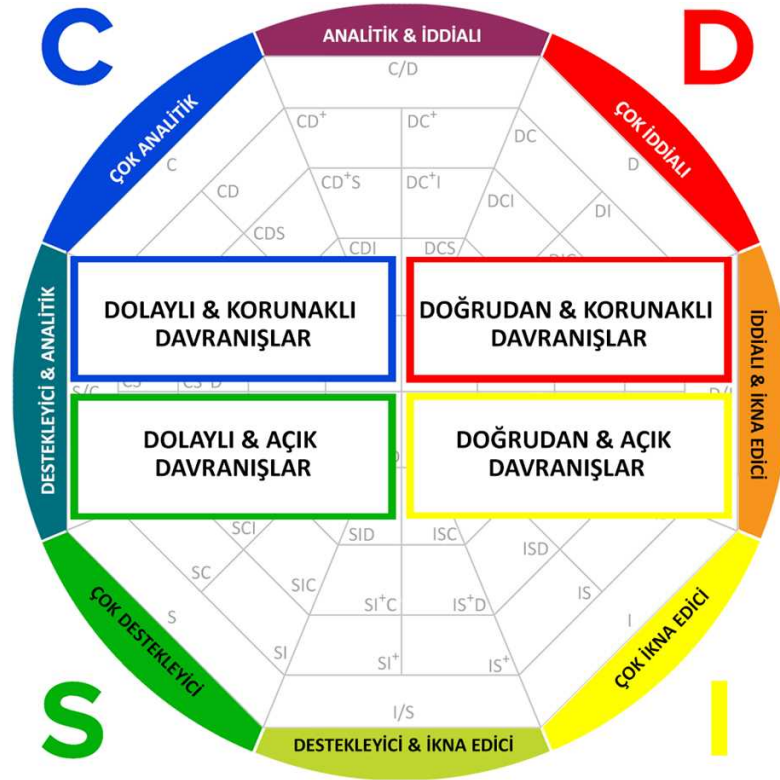 C
D
ANALİTİK & İDDİALI
C/D
ÇOK ANALİTİK
ÇOK İDDİALI
CD⁺
DC⁺
C
DC
D
CD
CD⁺S
DC⁺I
DCI
DI
CDS
CDI
DCS
DESTEKLEYİCİ & ANALİTİK
İDDİALI & İKNA EDİCİ
DOLAYLI & KORUNAKLI
DAVRANIŞLAR
DOĞRUDAN & KORUNAKLI
DAVRANIŞLAR
DOLAYLI & AÇIK
DAVRANIŞLAR
DOĞRUDAN & AÇIK
DAVRANIŞLAR
SCI
SID
ISC
ISD
SC
SIC
SI⁺C
IS⁺D
IS
S
I
SI
SI⁺
IS⁺
I/S
ÇOK DESTEKLEYİCİ
ÇOK İKNA EDİCİ
S
I
DESTEKLEYİCİ & İKNA EDİCİ